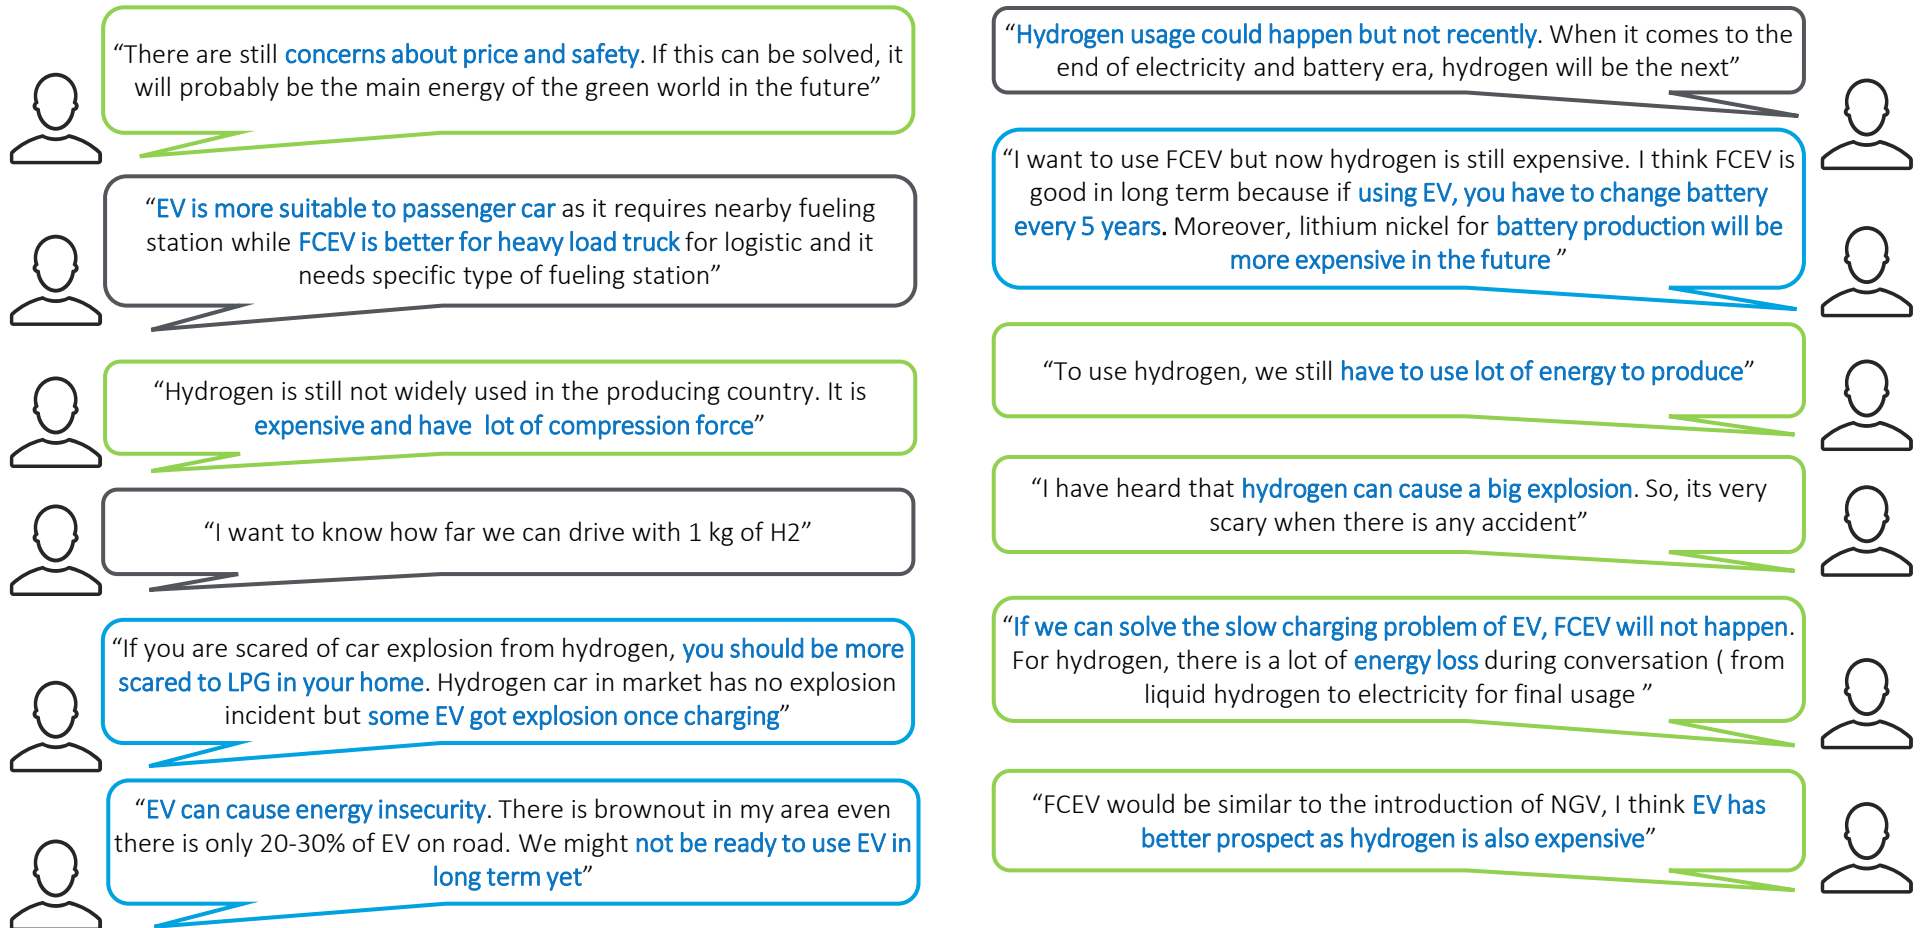 “There are still concerns about price and safety. If this can be solved, it
will probably be the main energy of the green world in the future”
“EV is more suitable to passenger car as it requires nearby fueling
station while FCEV is better for heavy load truck for logistic and it
needs specific type of fueling station”
“Hydrogen is still not widely used in the producing country. It is
expensive and have lot of compression force”
“I want to know how far we can drive with 1 kg of H2”
“If you are scared of car explosion from hydrogen, you should be more
scared to LPG in your home. Hydrogen car in market has no explosion
incident but some EV got explosion once charging”
“EV can cause energy insecurity. There is brownout in my area even
there is only 20-30% of EV on road. We might not be ready to use EV in
long term yet”
“Hydrogen usage could happen but not recently. When it comes to the
end of electricity and battery era, hydrogen will be the next”
“I want to use FCEV but now hydrogen is still expensive. I think FCEV is
good in long term because if using EV, you have to change battery
every 5 years. Moreover, lithium nickel for battery production will be
more expensive in the future ”
“To use hydrogen, we still have to use lot of energy to produce”
“I have heard that hydrogen can cause a big explosion. So, its very
scary when there is any accident”
“If we can solve the slow charging problem of EV, FCEV will not happen.
For hydrogen, there is a lot of energy loss during conversation ( from
liquid hydrogen to electricity for final usage ”
“FCEV would be similar to the introduction of NGV, I think EV has
better prospect as hydrogen is also expensive”